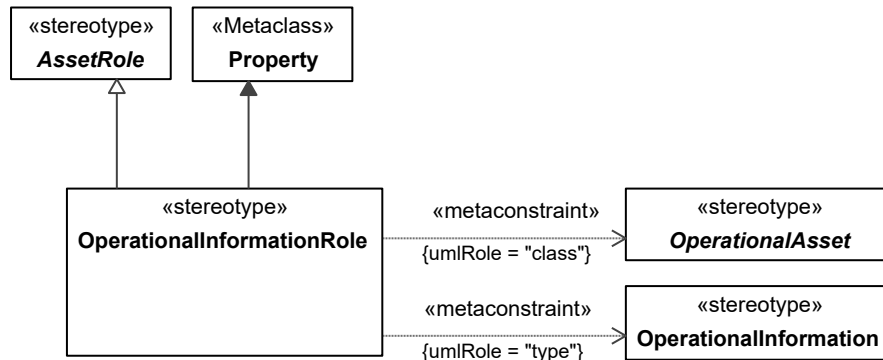 «stereotype»
AssetRole
«Metaclass»
Property
«stereotype»
OperationalInformationRole
«metaconstraint»
{umlRole = "class"}
«stereotype»
OperationalAsset
«metaconstraint»
{umlRole = "type"}
«stereotype»
OperationalInformation